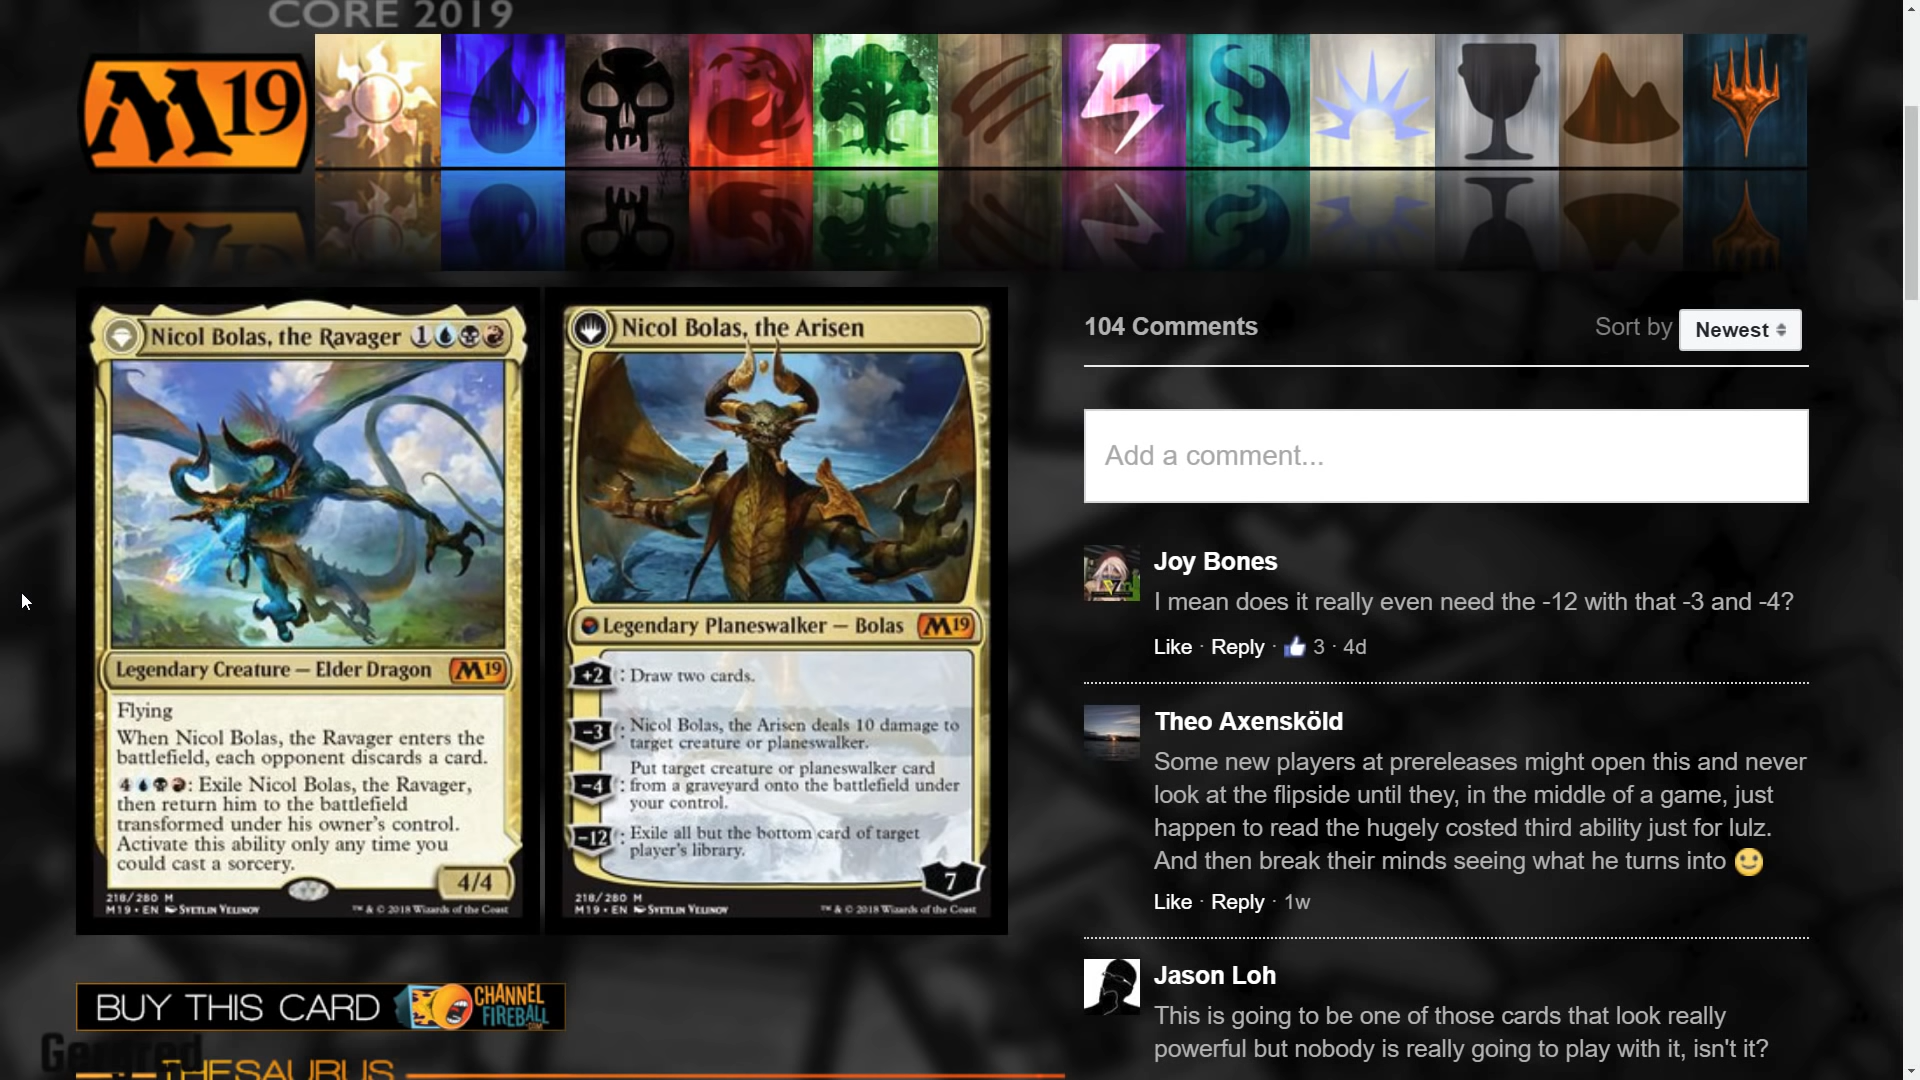 CORE 2019
M19
Nicol Bolas, the Ravager 1
Legendary Creature — Elder Dragon M19
Flying
When Nicol Bolas, the Ravager enters the
battlefield, each opponent discards a card.
4 : Exile Nicol Bolas, the Ravager,
then return him to the battlefield
transformed under his owner's control.
Activate this ability only any time you
could cast a sorcery.
4/4
218/280 M
M19 • EN Svetlin Velinov
™ & © 2018 Wizards of the Coast
Nicol Bolas, the Arisen
Legendary Planeswalker — Bolas M19
+2 : Draw two cards.
-3 : Nicol Bolas, the Arisen deals 10 damage to
target creature or planeswalker.
-4 : Put target creature or planeswalker card
from a graveyard onto the battlefield under
your control.
-12 : Exile all but the bottom card of target
player's library.
7
218/280 M
M19 • EN Svetlin Velinov
™ & © 2018 Wizards of the Coast
BUY THIS CARD CHANNEL
FIREBALL
.COM
THESAURUS
104 Comments
Sort by Newest
Add a comment...
Joy Bones
I mean does it really even need the -12 with that -3 and -4?
Like · Reply · 3 · 4d
Theo Axensköld
Some new players at prereleases might open this and never
look at the flipside until they, in the middle of a game, just
happen to read the hugely costed third ability just for lulz.
And then break their minds seeing what he turns into 😉
Like · Reply · 1w
Jason Loh
This is going to be one of those cards that look really
powerful but nobody is really going to play with it, isn't it?